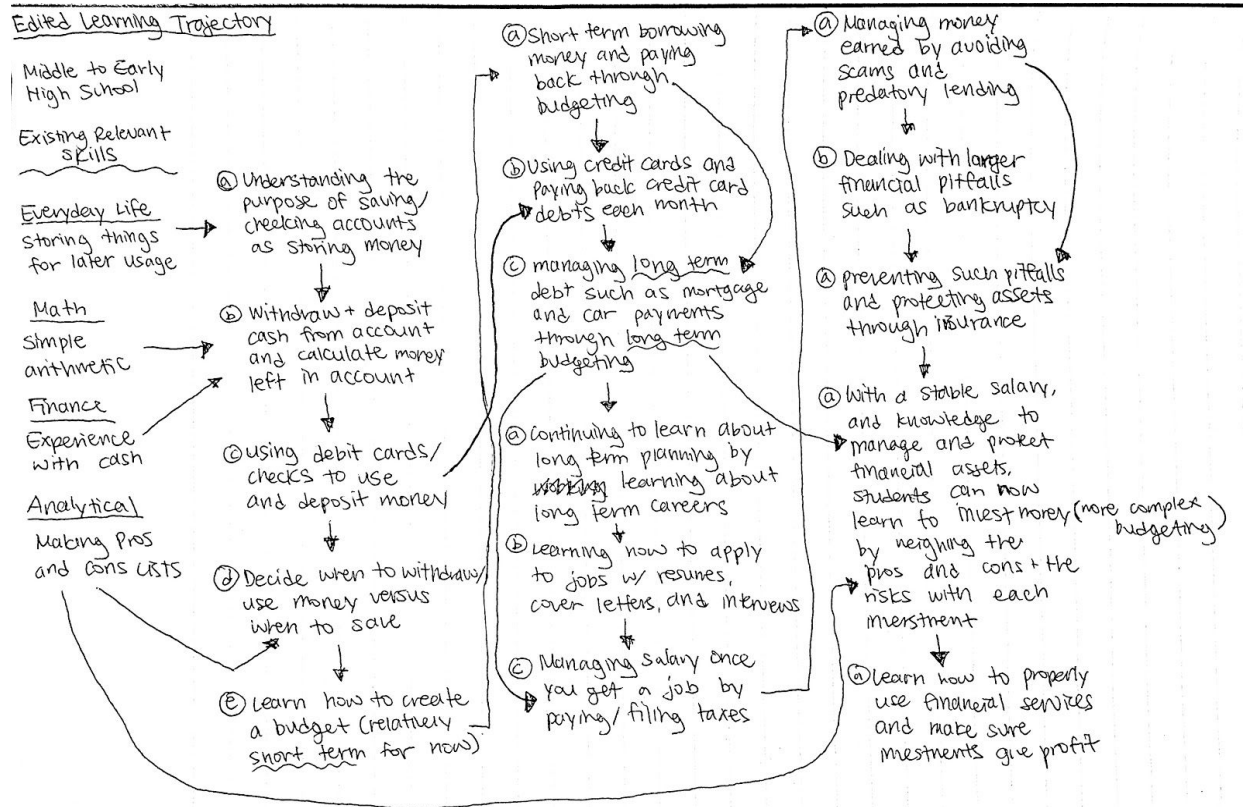 Edited Learning Trajectory
Middle to Early
High School
Existing Relevant
Skills
Everyday Life
Storing things
for later usage
Math
Simple
arithmetic
Finance
Experience
with cash
Analytical
Making Pros
and cons Lists
ⓐ Understanding the
purpose of saving/
checking accounts
as storing money
ⓑ Withdraw + deposit
cash from account
and calculate money
left in account
ⓒ using debit cards/
checks to use
and deposit money
ⓓ Decide when to withdraw/
use money versus
when to save
ⓔ Learn how to create
a budget (relatively
short term for now)
ⓐ Short term borrowing
money and paying
back through
budgeting
ⓑ Using credit cards and
paying back credit card
debts each month
ⓒ managing long term
debt such as mortgage
and car payments
through long term
budgeting
ⓐ Continuing to learn about
long term planning by
learning about
long term careers
ⓑ Learning how to apply
to jobs w/ resumes,
cover letters, and interviews
ⓒ Managing salary once
you get a job by
paying/filing taxes
ⓐ Managing money
earned by avoiding
scams and
predatory lending
ⓑ Dealing with larger
financial pitfalls
such as bankruptcy
ⓐ preventing such pitfalls
and protecting assets
through insurance
ⓐ With a stable salary,
and knowledge to
manage and protect
financial assets,
students can now
learn to invest money (more complex
budgeting)
by weighing the
pros and cons + the
risks with each
investment
ⓐ Learn how to properly
use financial services
and make sure
investments give profit